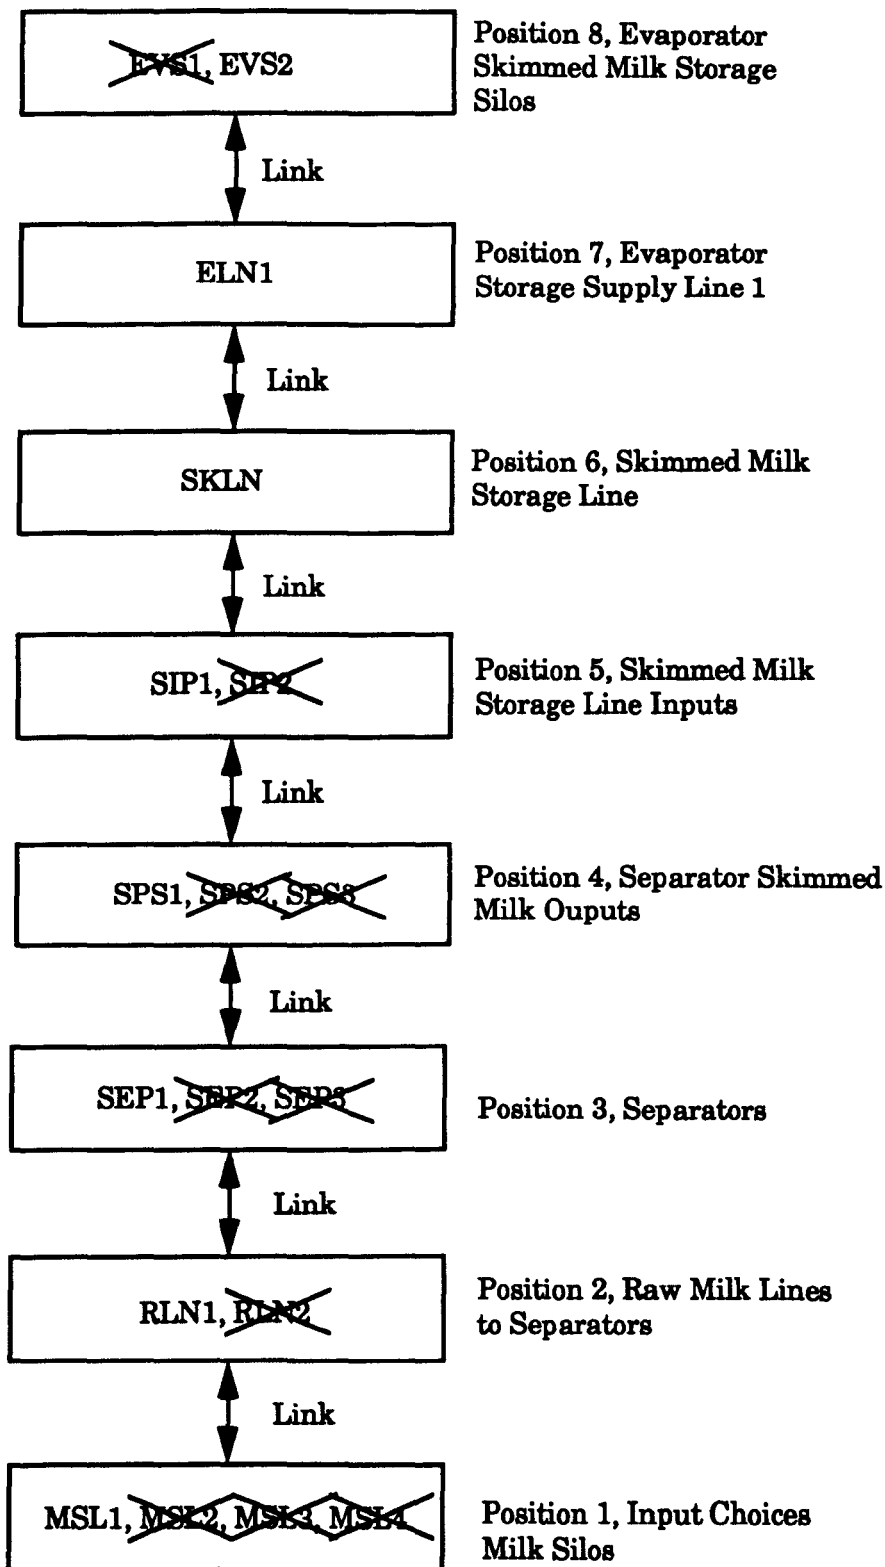 EVS1, EVS2
Position 8, Evaporator
Skimmed Milk Storage
Silos
Link
ELN1
Position 7, Evaporator
Storage Supply Line 1
Link
SKLN
Position 6, Skimmed Milk
Storage Line
Link
SIP1, SIP2
Position 5, Skimmed Milk
Storage Line Inputs
Link
SPS1, SPS2, SPS3
Position 4, Separator Skimmed
Milk Ouputs
Link
SEP1, SEP2, SEP3
Position 3, Separators
Link
RLN1, RLN2
Position 2, Raw Milk Lines
to Separators
Link
MSL1, MSL2, MSL3, MSL4
Position 1, Input Choices
Milk Silos